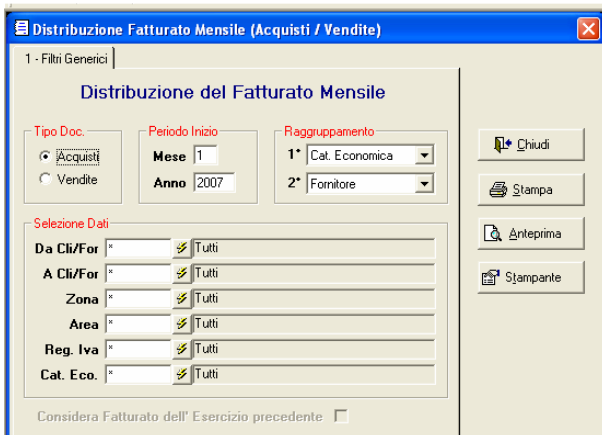 Distribuzione Fatturato Mensile (Acquisti / Vendite)
1 - Filtri Generici
Distribuzione del Fatturato Mensile
Tipo Doc.
Acquisti
Vendite
Periodo Inizio
Mese 1
Anno 2007
Raggruppamento
1° Cat. Economica
2° Fornitore
Selezione Dati
Da Cli/For * Tutti
A Cli/For * Tutti
Zona * Tutti
Area * Tutti
Reg. Iva * Tutti
Cat. Eco. * Tutti
Considera Fatturato dell' Esercizio precedente
Chiudi
Stampa
Anteprima
Stampante